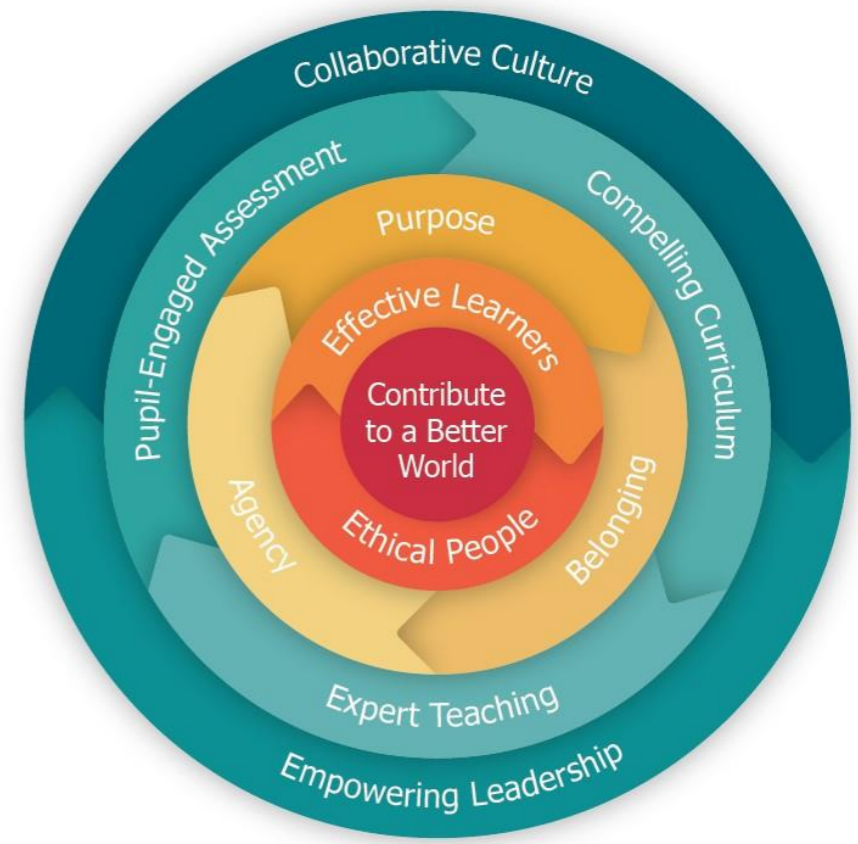 Collaborative Culture
Pupil-Engaged Assessment
Compelling Curriculum
Purpose
Effective Learners
Contribute
to a Better
World
Ethical People
Agency
Belonging
Expert Teaching
Empowering Leadership